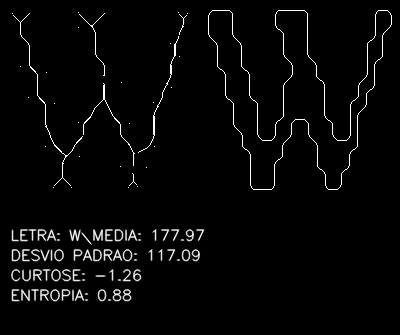 W W
LETRA: W\MEDIA: 177.97
DESVIO PADRAO: 117.09
CURTOSE: -1.26
ENTROPIA: 0.88